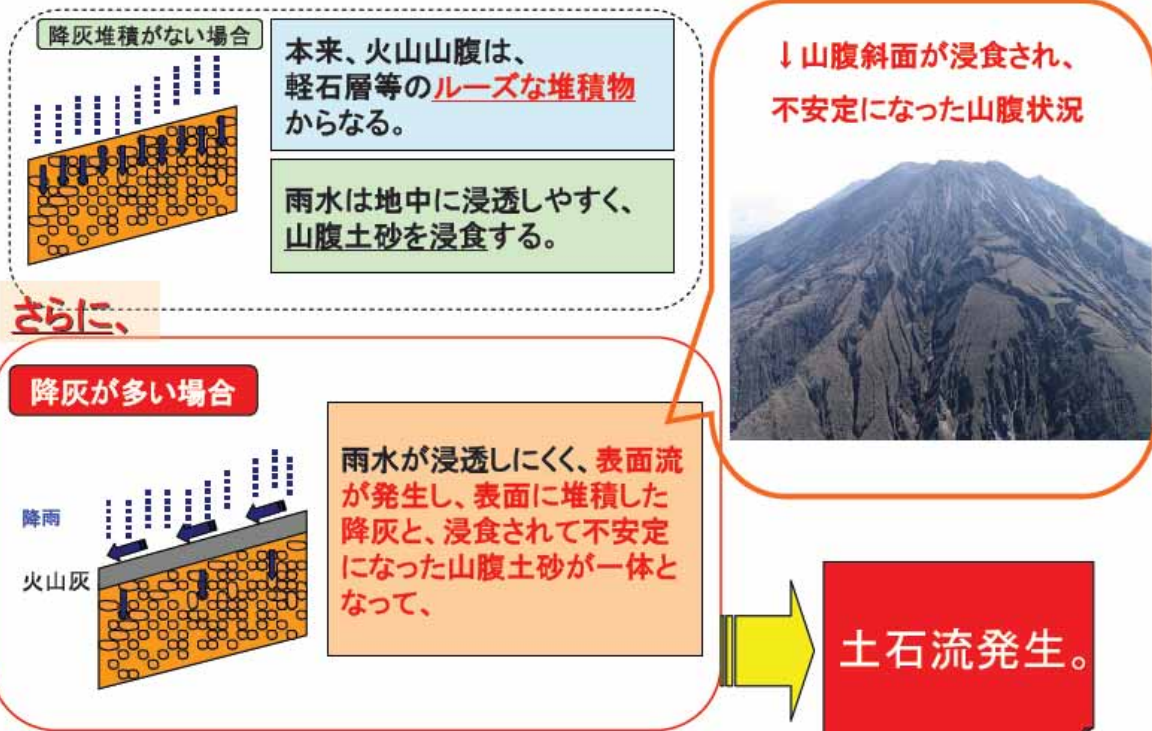 降灰堆積がない場合
本来、火山山腹は、
軽石層等のルーズな堆積物
からなる。
雨水は地中に浸透しやすく、
山腹土砂を浸食する。
↓山腹斜面が浸食され、
不安定になった山腹状況
さらに、
降灰が多い場合
降雨
火山灰
雨水が浸透しにくく、表面流
が発生し、表面に堆積した
降灰と、浸食されて不安定
になった山腹土砂が一体と
なって、
土石流発生。